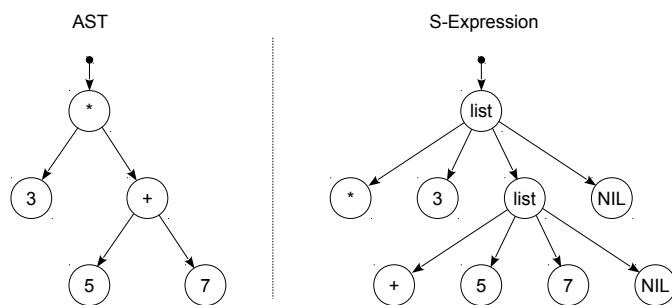 AST S-Expression
* list
3 + * 3 list NIL
5 7 + 5 7 NIL